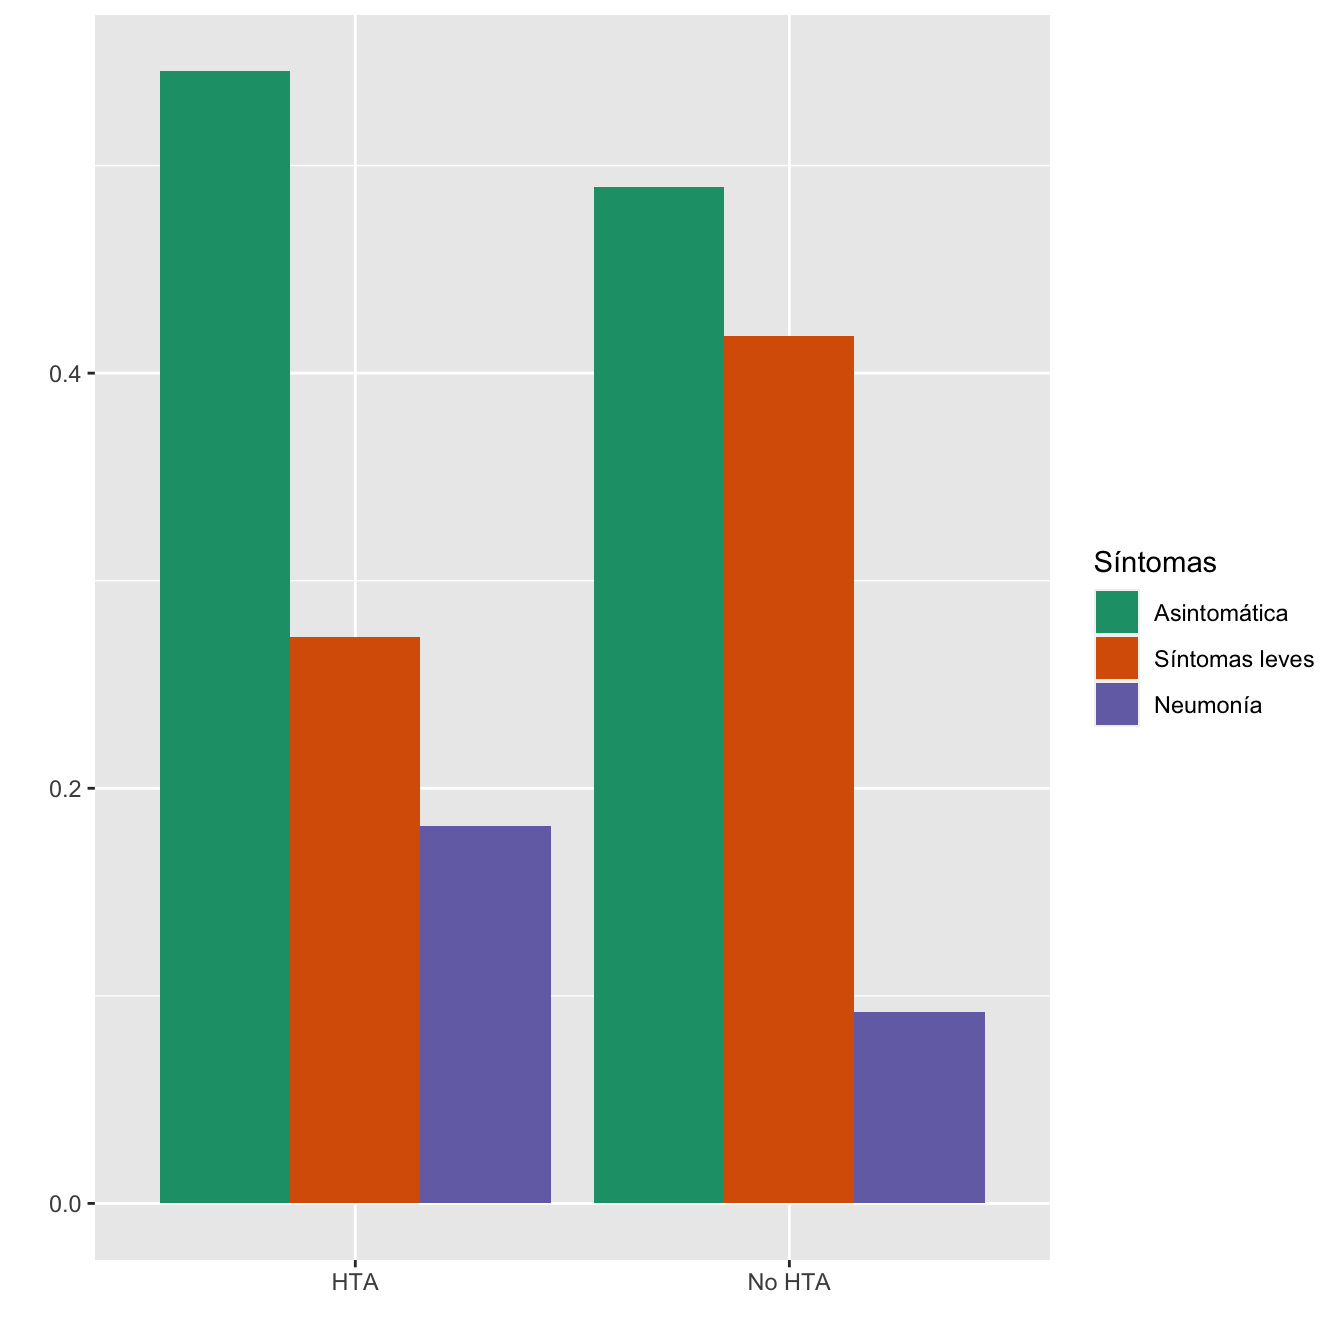 0.4
0.2
0.0
HTA
No HTA
Síntomas
Asintomática
Síntomas leves
Neumonía